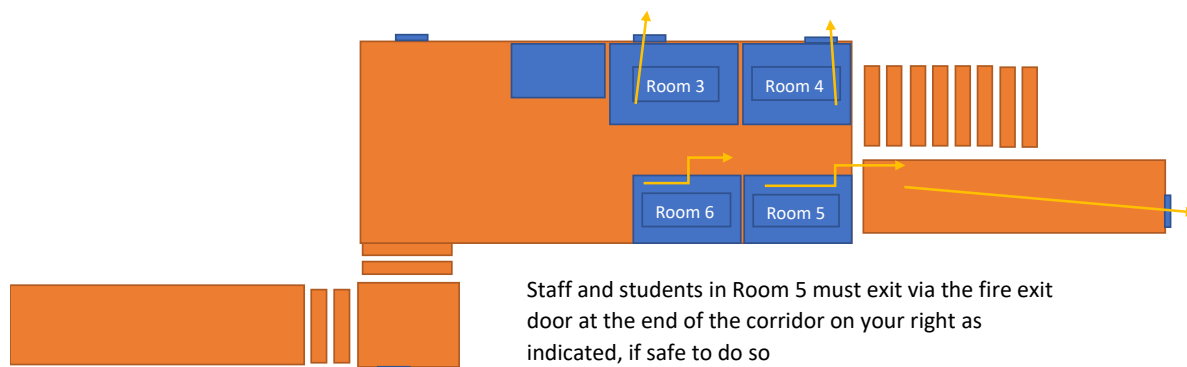 Room 3
Room 4
Room 6
Room 5
Staff and students in Room 5 must exit via the fire exit
door at the end of the corridor on your right as
indicated, if safe to do so